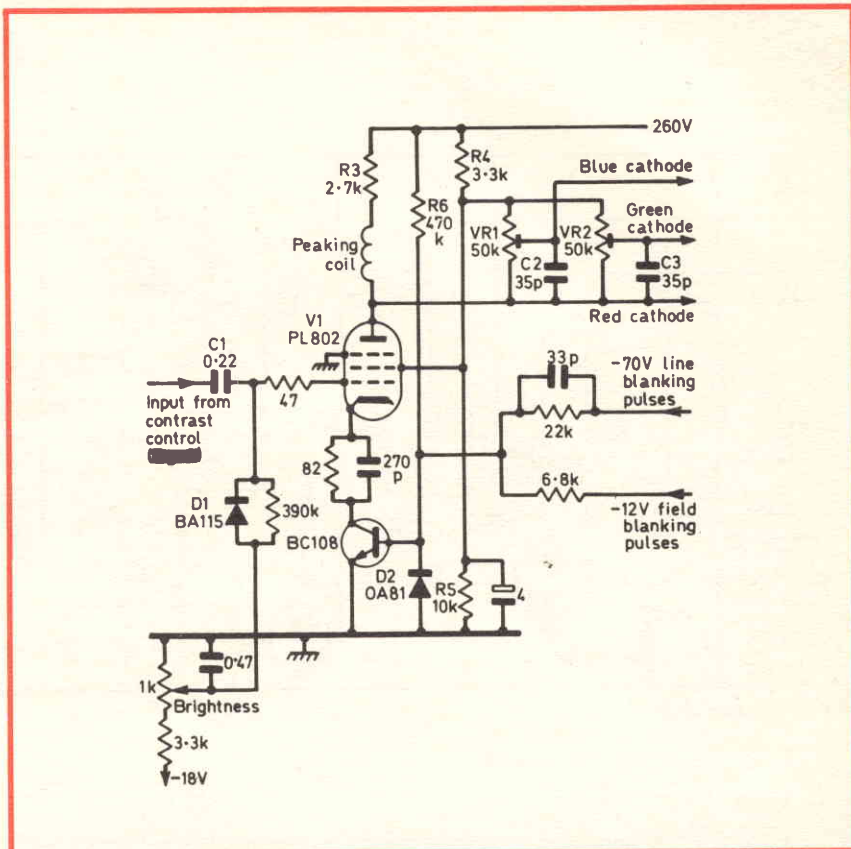 260V
R3
2·7k
R4
3·3k
Blue cathode
R6
470
k
Green
cathode
VR1
50k
VR2
50k
Peaking
coil
C2
35p
C3
35p
Red cathode
V1
PL802
C1
0·22
33p
-70V line
blanking
pulses
Input from
contrast
control
47
22k
82
270
p
6·8k
-12V field
blanking
pulses
D1
BA115
390k
BC108
D2
OA81
R5
10k
4
0·47
1k
Brightness
3·3k
-18V